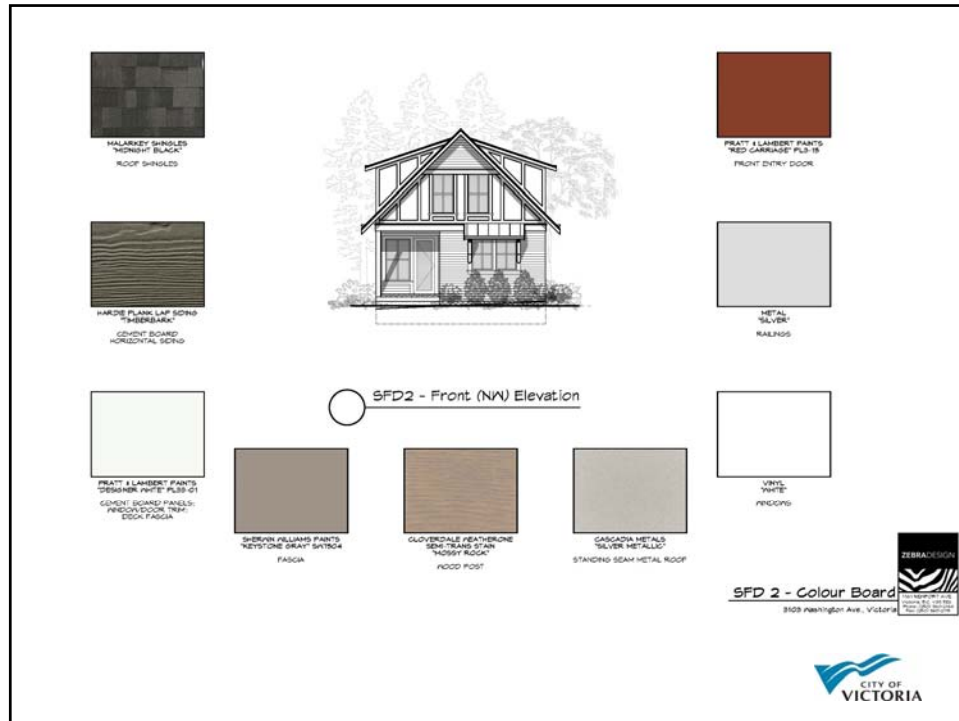 MALARKEY SHINGLES
"MIDNIGHT BLACK"
ROOF SHINGLES
PRATT & LAMBERT PAINTS
"RED CARRIAGE" PLS-15
FRONT ENTRY DOOR
HARDIE PLANK LAP SIDING
"TIMBERBARK"
CEMENT BOARD
HORIZONTAL SIDING
METAL
"SILVER"
RAILINGS
SFD2 - Front (NW) Elevation
PRATT & LAMBERT PAINTS
"DESIGNER WHITE"
CEMENT BOARD PANELS;
WINDOW/DOOR TRIM;
DECK FASCIA
VINYL
"WHITE"
WINDOWS
SHERWIN WILLIAMS PAINTS
"KEYSTONE GRAY" SW7504
FASCIA
CLOVERDALE WEATHERONE
SEMI-TRANS STAIN
"MOSSY ROCK"
WOOD POST
CASCADIA METALS
"SILVER METALLIC"
STANDING SEAM METAL ROOF
ZEBRADESIGN
SFD 2 - Colour Board
3103 Washington Ave., Victoria
CITY OF
VICTORIA